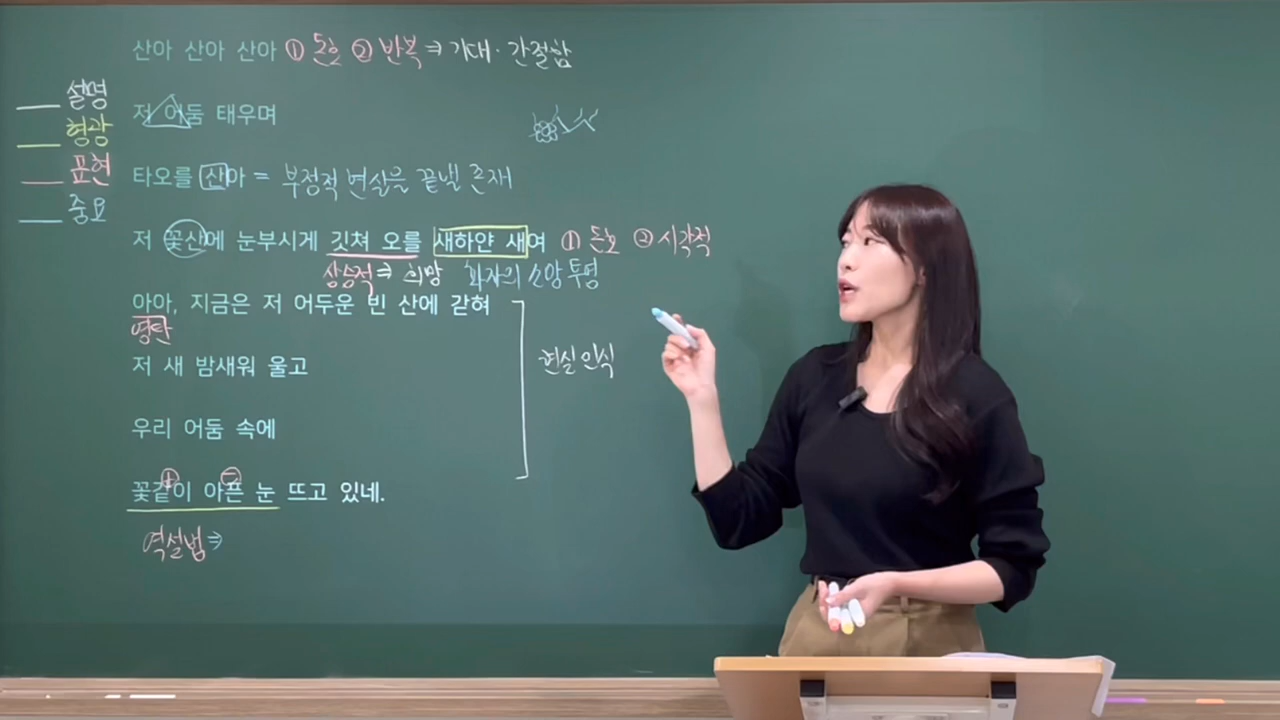 산아 산아 산아 ① 돈호 ② 반복 ⇒ 기대·간절함
설명
저 어둠 태우며
형광
표현
타오를 산아 = 부정적 현실을 끝낼 존재
중요
저 꽃산에 눈부시게 깃쳐 오를 새하얀 새여 ① 돈호 ② 시각적
상승적 ⇒ 희망 화자의 소망 투영
아아, 지금은 저 어두운 빈 산에 갇혀
영탄
저 새 밤새워 울고
현실 인식
우리 어둠 속에
꽃같이 아픈 눈 뜨고 있네.
+ -
역설법 ⇒